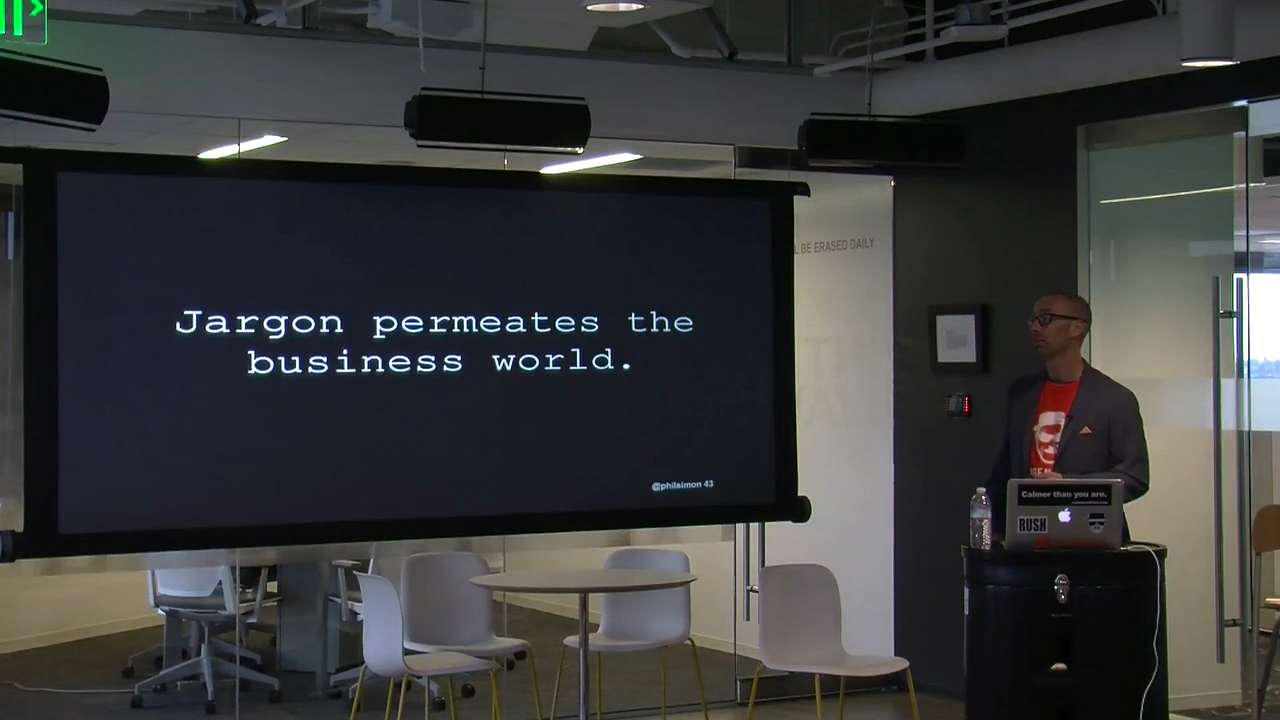 Jargon permeates the
business world.
@philsimon 43
L BE ERASED DAILY
Calmer than you are.
RUSH